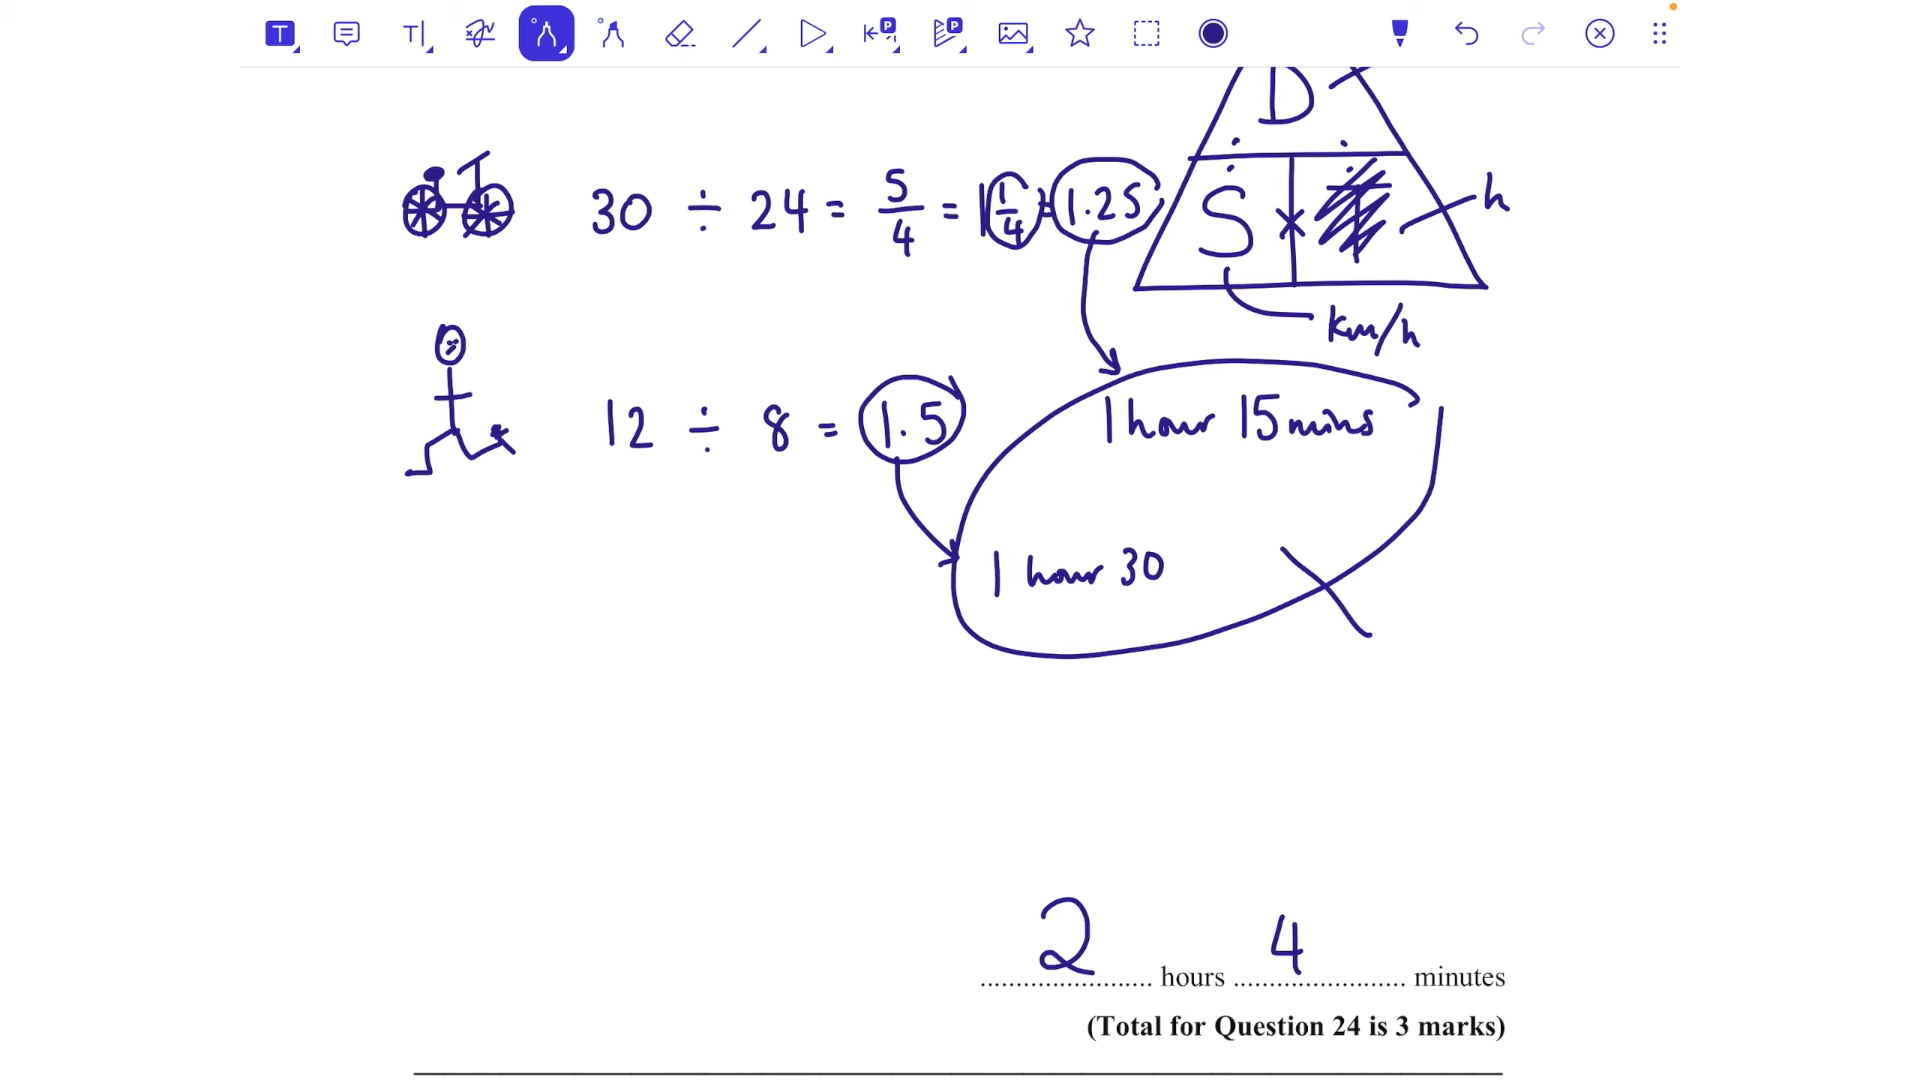 D
30 ÷ 24 = 5/4 = 1 1/4 = 1.25
S × T
h
km/h
12 ÷ 8 = 1.5
1 hour 15 mins
1 hour 30
2 hours 4 minutes
(Total for Question 24 is 3 marks)